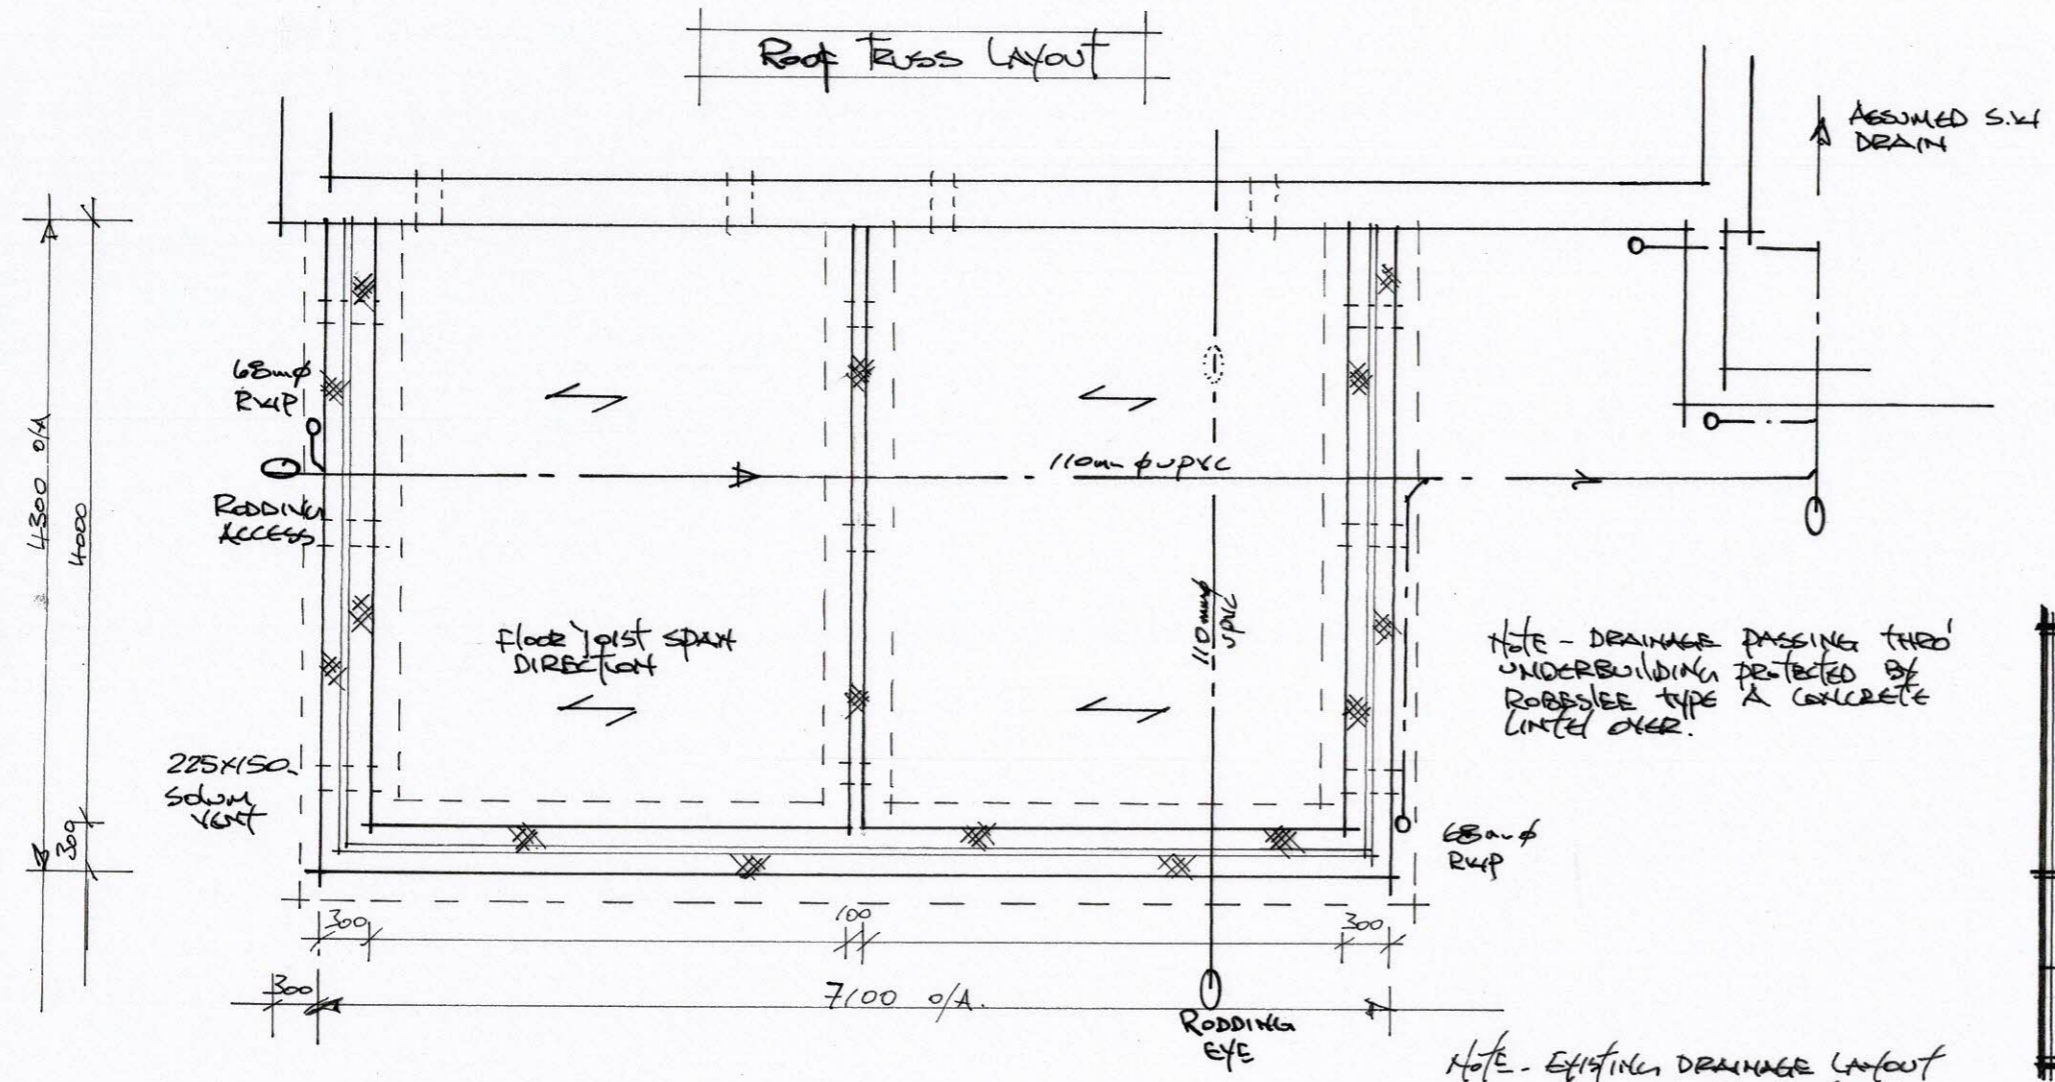 ROOF TRUSS LAYOUT
ASSUMED S.W
DRAIN
68mmφ
RWP
RODDING
ACCESS
4300 O/A
4000
300
110mm φ UPVC
110mmφ
UPVC
FLOOR JOIST SPAN
DIRECTION
225X150
SOLUM
VENT
NOTE - DRAINAGE PASSING THRO'
UNDERBUILDING PROTECTED BY
ROBESLEE TYPE A CONCRETE
LINTEL OVER.
68mmφ
RWP
300
100
300
300
7100 O/A.
RODDING
EYE
NOTE - EXISTING DRAINAGE LAYOUT